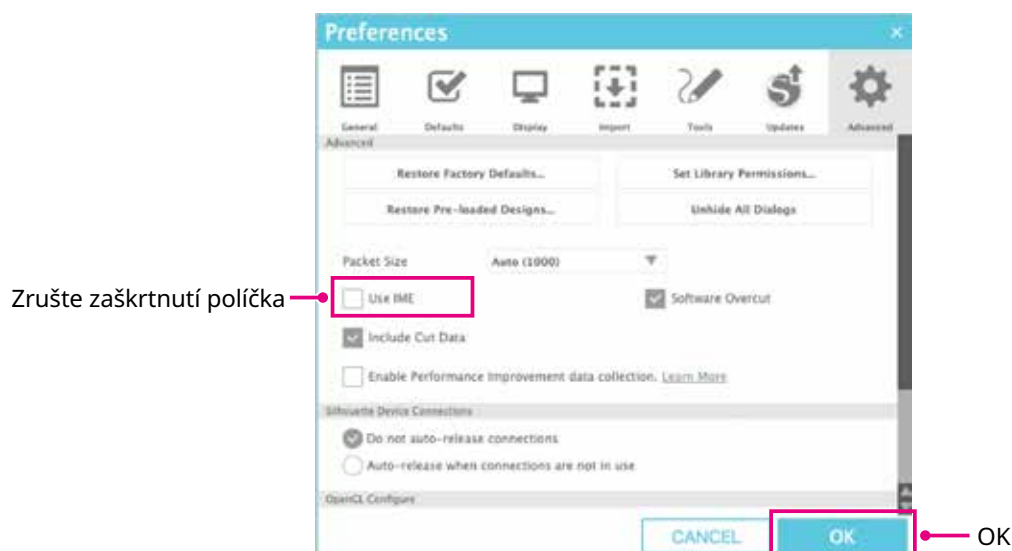 Preferences
General Defaults Display Import Tools Updates Advanced
Advanced
Restore Factory Defaults... Set Library Permissions...
Restore Pre-loaded Designs... Unhide All Dialogs
Packet Size Auto (1000)
Zrušte zaškrtnutí políčka Use IME Software Overcut
Include Cut Data
Enable Performance Improvement data collection. Learn More
Silhouette Device Connections
Do not auto-release connections
Auto-release when connections are not in use
OpenCL Configure
CANCEL OK OK